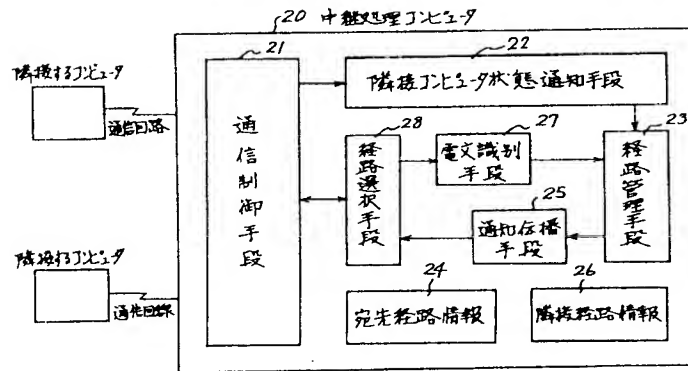 20 中継処理コンピュータ
21
22
隣接するコンピュータ
通信回路
通信制御手段
隣接コンピュータ状態通知手段
28
27
23
経路選択手段
電文識別手段
経路管理手段
25
通知伝播手段
隣接するコンピュータ
通信回線
24
26
宛先経路情報
隣接経路情報